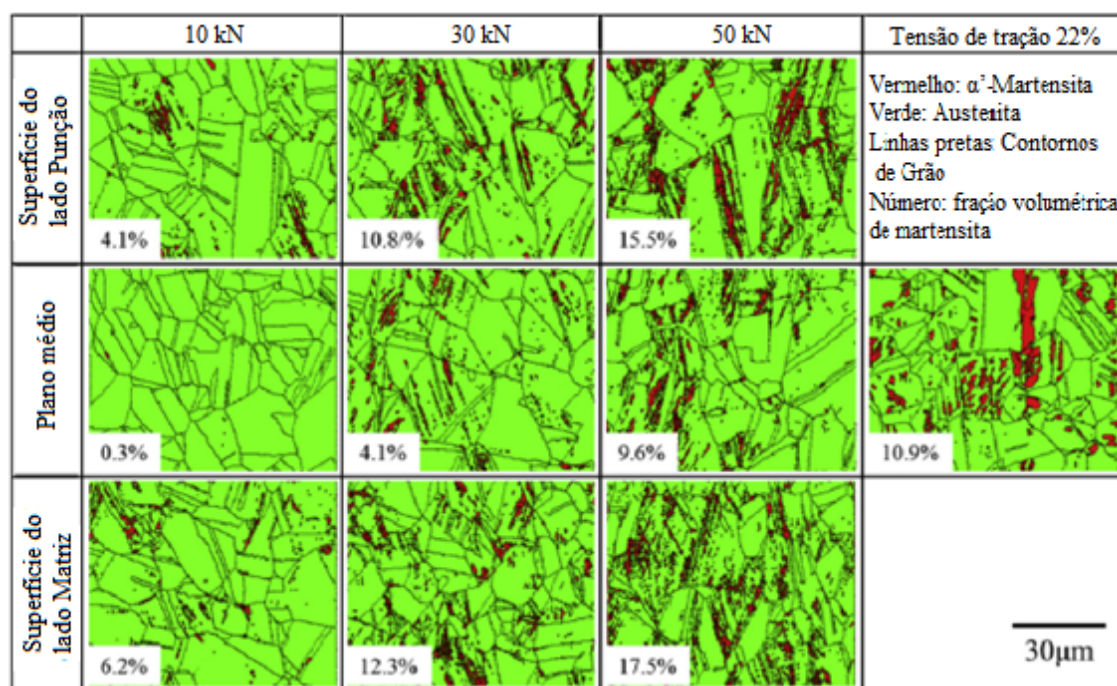 10 kN
30 kN
50 kN
Tensão de tração 22%
Superfície do
lado Punção
4.1%
10.8/%
15.5%
Vermelho: α'-Martensita
Verde: Austenita
Linhas pretas Contornos
de Grão
Número: fração volumétrica
de martensita
Plano médio
0.3%
4.1%
9.6%
10.9%
Superfície do
lado Matriz
6.2%
12.3%
17.5%
30μm